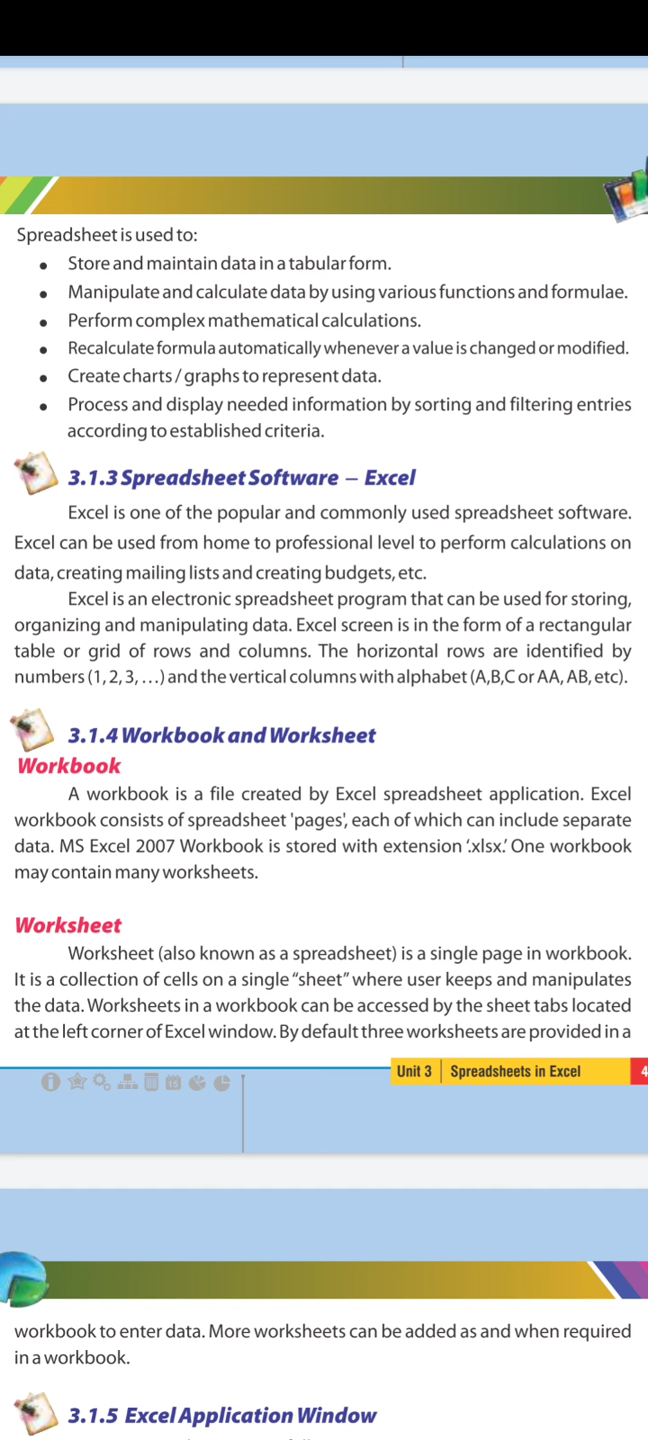 Spreadsheet is used to:
● Store and maintain data in a tabular form.
● Manipulate and calculate data by using various functions and formulae.
● Perform complex mathematical calculations.
● Recalculate formula automatically whenever a value is changed or modified.
● Create charts / graphs to represent data.
● Process and display needed information by sorting and filtering entries
according to established criteria.
3.1.3 Spreadsheet Software – Excel
Excel is one of the popular and commonly used spreadsheet software.
Excel can be used from home to professional level to perform calculations on
data, creating mailing lists and creating budgets, etc.
Excel is an electronic spreadsheet program that can be used for storing,
organizing and manipulating data. Excel screen is in the form of a rectangular
table or grid of rows and columns. The horizontal rows are identified by
numbers (1, 2, 3, …) and the vertical columns with alphabet (A,B,C or AA, AB, etc).
3.1.4 Workbook and Worksheet
Workbook
A workbook is a file created by Excel spreadsheet application. Excel
workbook consists of spreadsheet 'pages', each of which can include separate
data. MS Excel 2007 Workbook is stored with extension ‘.xlsx.’ One workbook
may contain many worksheets.
Worksheet
Worksheet (also known as a spreadsheet) is a single page in workbook.
It is a collection of cells on a single “sheet” where user keeps and manipulates
the data. Worksheets in a workbook can be accessed by the sheet tabs located
at the left corner of Excel window. By default three worksheets are provided in a
Unit 3 | Spreadsheets in Excel 4
workbook to enter data. More worksheets can be added as and when required
in a workbook.
3.1.5 Excel Application Window